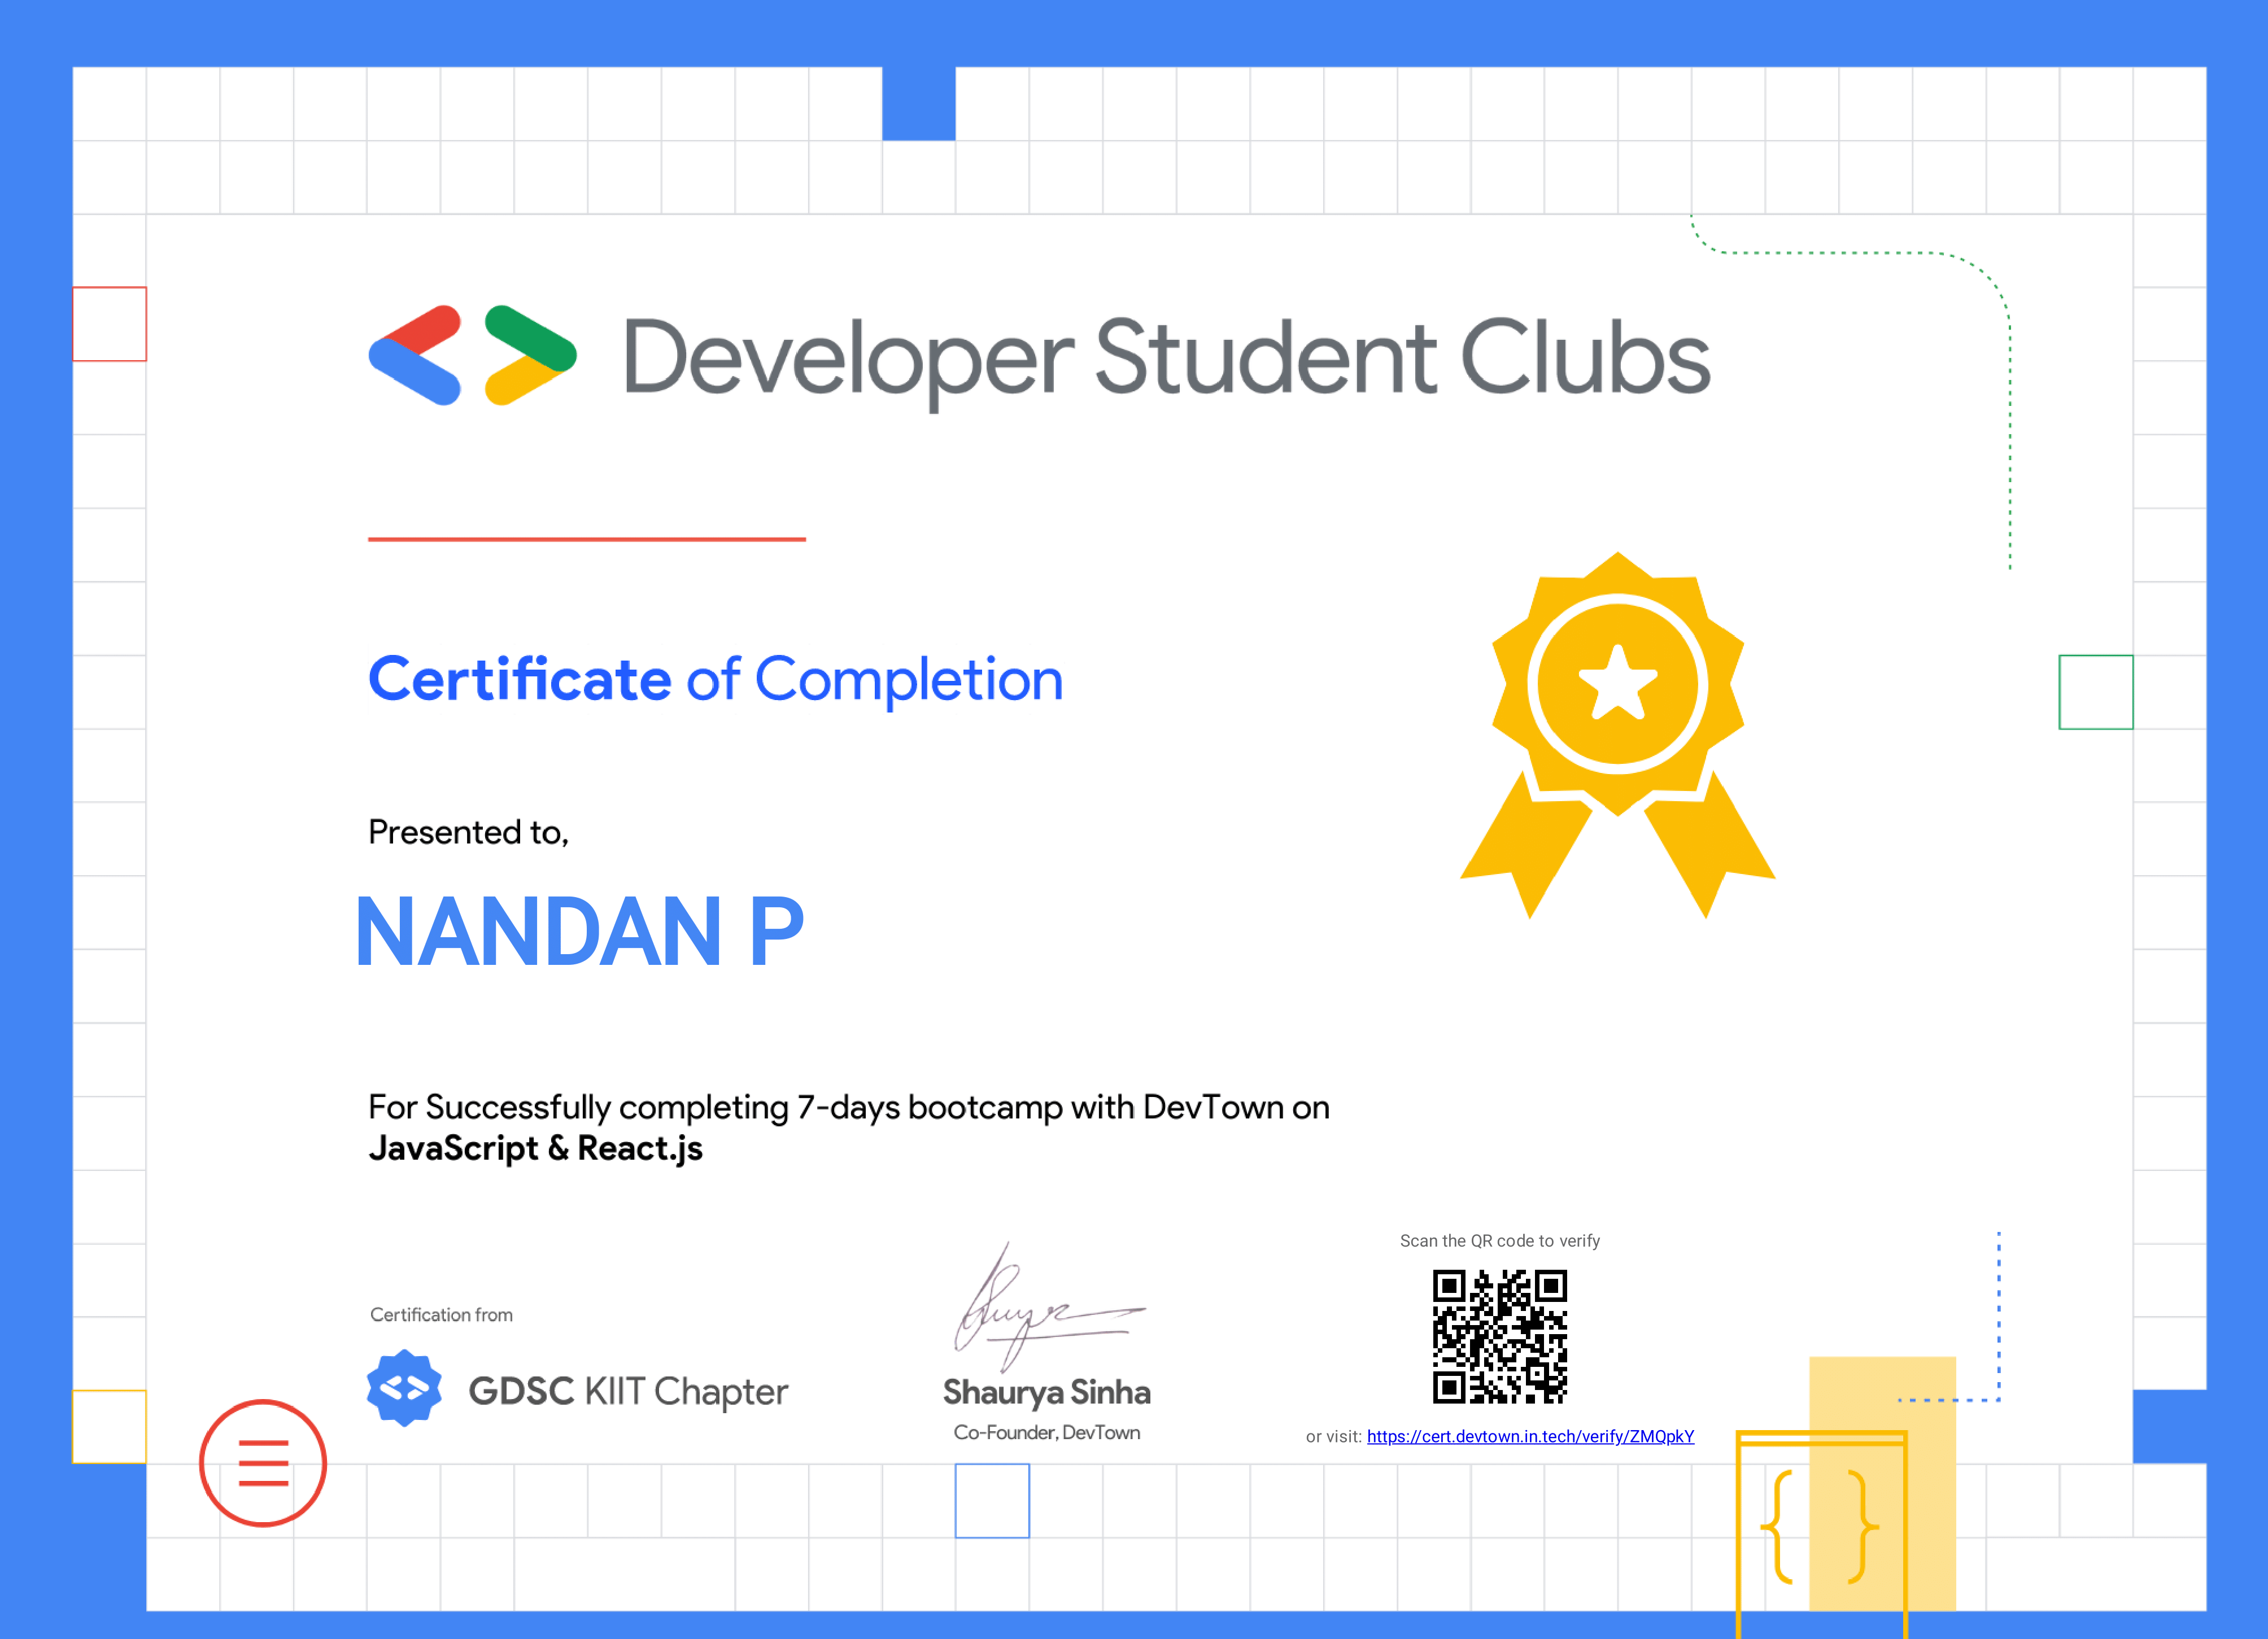 Developer Student Clubs
Certificate of Completion
Presented to,
NANDAN P
For Successfully completing 7-days bootcamp with DevTown on
JavaScript & React.js
Scan the QR code to verify
Certification from
GDSC KIIT Chapter
Shaurya Sinha
Co-Founder, DevTown
or visit: https://cert.devtown.in.tech/verify/ZMQpkY
{ }